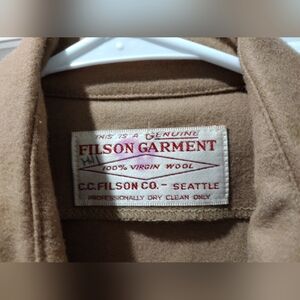 THIS IS A GENUINE
FILSON GARMENT
100% VIRGIN WOOL
C.C. FILSON CO. - SEATTLE
PROFESSIONALLY DRY CLEAN ONLY